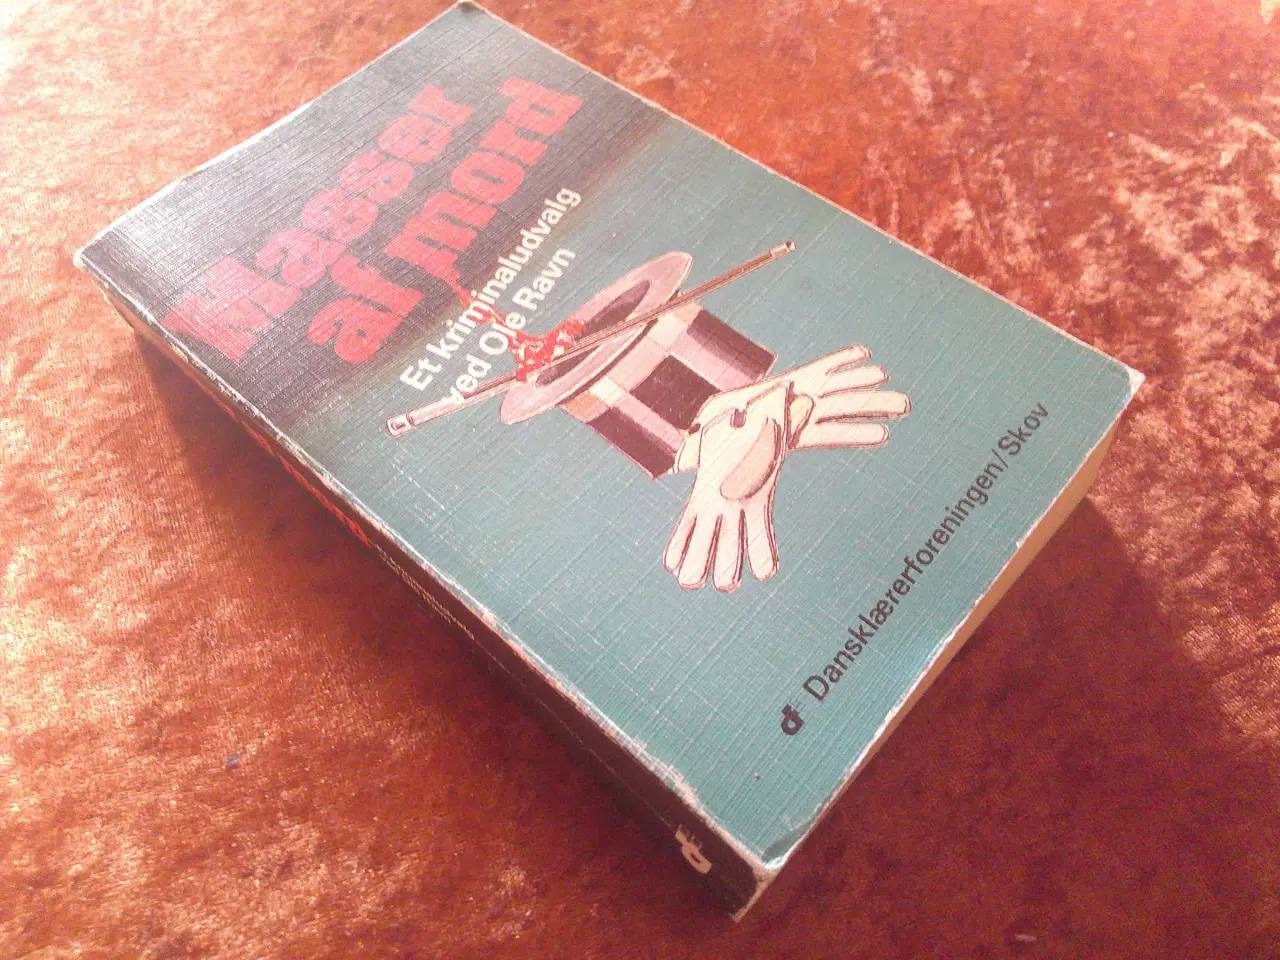 Masser
af mord
Et kriminaludvalg
ved Ole Ravn
Dansklærerforeningen/Skov